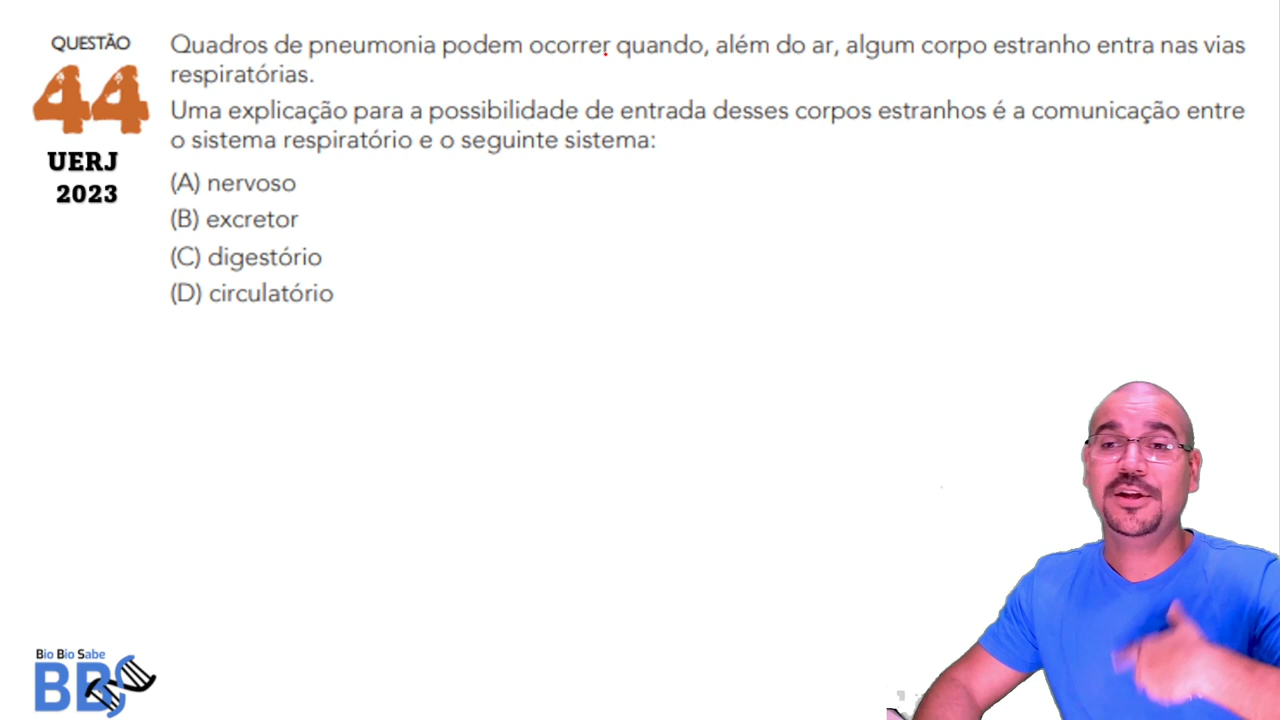 QUESTÃO
44
UERJ
2023
Quadros de pneumonia podem ocorrer quando, além do ar, algum corpo estranho entra nas vias
respiratórias.
Uma explicação para a possibilidade de entrada desses corpos estranhos é a comunicação entre
o sistema respiratório e o seguinte sistema:
(A) nervoso
(B) excretor
(C) digestório
(D) circulatório
Bio Bio Sabe
BBS